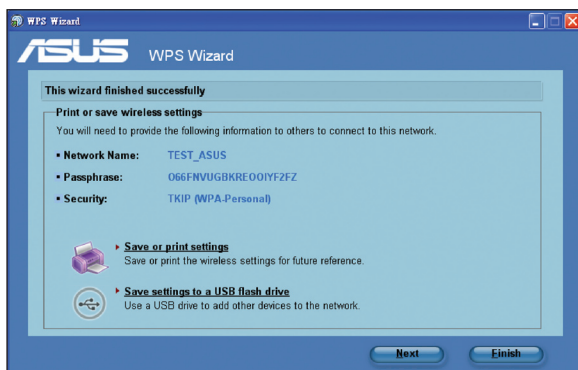 WPS Wizard
ASUS WPS Wizard
This wizard finished successfully
Print or save wireless settings
You will need to provide the following information to others to connect to this network.
Network Name: TEST_ASUS
Passphrase: O66FNVUGBKREOOIYF2FZ
Security: TKIP (WPA-Personal)
Save or print settings
Save or print the wireless settings for future reference.
Save settings to a USB flash drive
Use a USB drive to add other devices to the network.
Next Finish